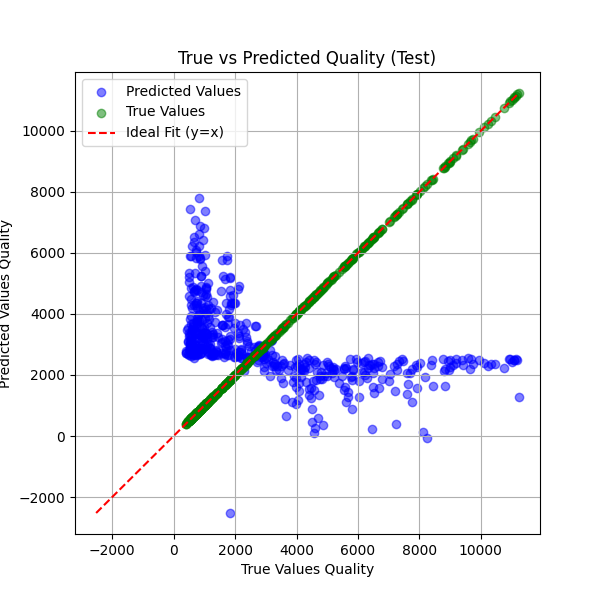 True vs Predicted Quality (Test)
Predicted Values
True Values
Ideal Fit (y=x)
10000
8000
6000
4000
2000
0
−2000
Predicted Values Quality
−2000 0 2000 4000 6000 8000 10000
True Values Quality